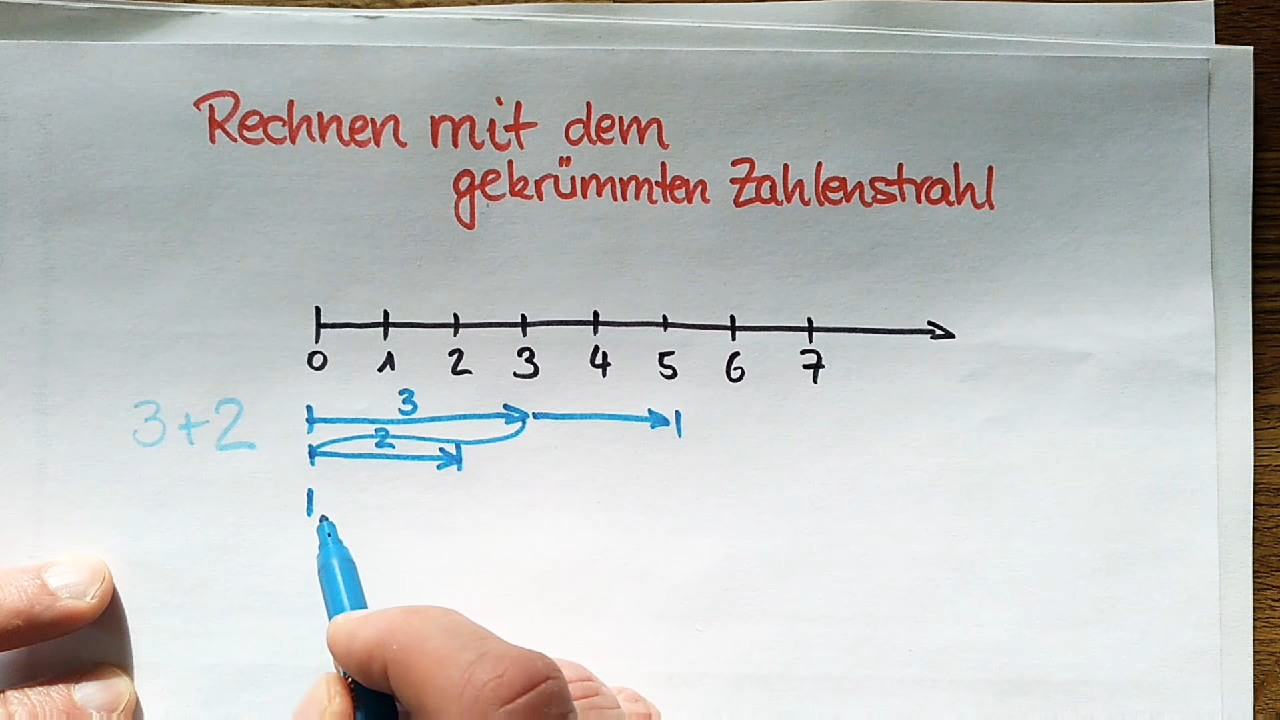 Rechnen mit dem
gekrümmten Zahlenstrahl
0 1 2 3 4 5 6 7
3+2
3
2